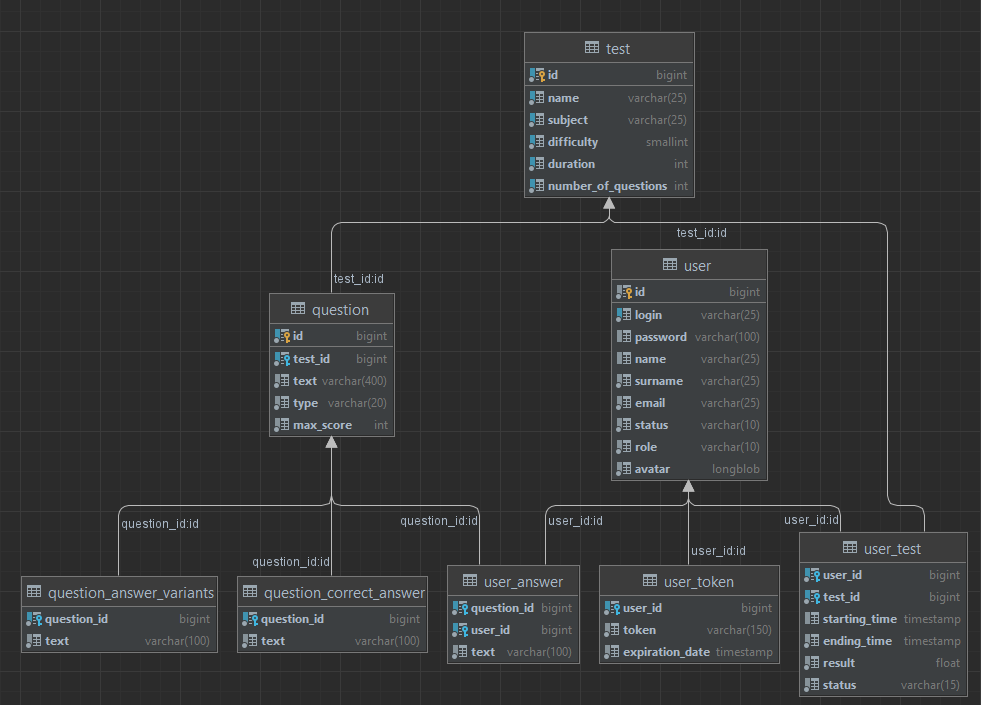 test
id bigint
name varchar(25)
subject varchar(25)
difficulty smallint
duration int
number_of_questions int
test_id:id
test_id:id
user
id bigint
login varchar(25)
password varchar(100)
name varchar(25)
surname varchar(25)
email varchar(25)
status varchar(10)
role varchar(10)
avatar longblob
question
id bigint
test_id bigint
text varchar(400)
type varchar(20)
max_score int
question_id:id
question_id:id
question_id:id
user_id:id
user_id:id
user_id:id
question_answer_variants
question_id bigint
text varchar(100)
question_correct_answer
question_id bigint
text varchar(100)
user_answer
question_id bigint
user_id bigint
text varchar(100)
user_token
user_id bigint
token varchar(150)
expiration_date timestamp
user_test
user_id bigint
test_id bigint
starting_time timestamp
ending_time timestamp
result float
status varchar(15)